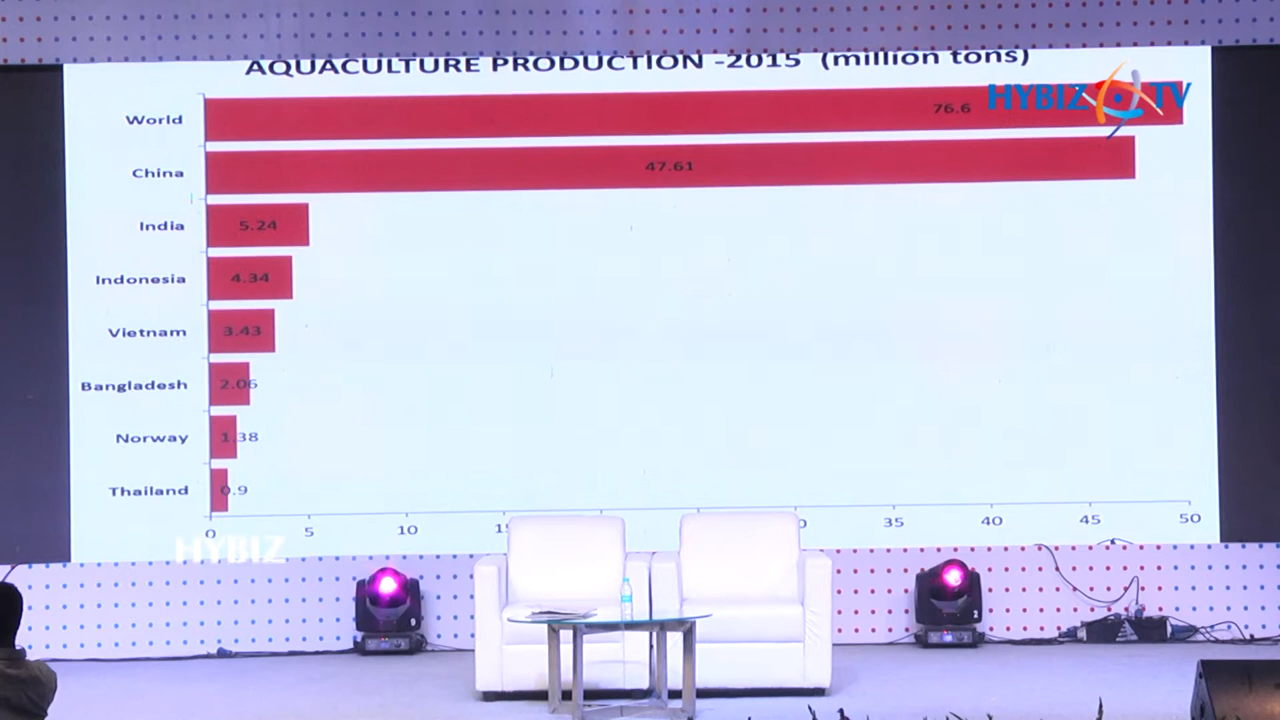 AQUACULTURE PRODUCTION -2015 (million tons)
HYBIZ TV
World 76.6
China 47.61
India 5.24
Indonesia 4.34
Vietnam 3.43
Bangladesh 2.06
Norway 1.38
Thailand 0.9
0 5 10 35 40 45 50
HYBIZ
9
2